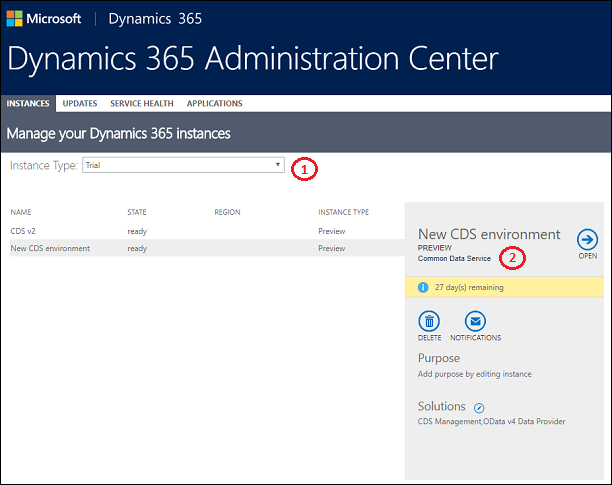 Microsoft Dynamics 365
Dynamics 365 Administration Center
INSTANCES UPDATES SERVICE HEALTH APPLICATIONS
Manage your Dynamics 365 instances
Instance Type: Trial
1
NAME STATE REGION INSTANCE TYPE
CDS v2 ready Preview
New CDS environment ready Preview
New CDS environment
PREVIEW
Common Data Service
2
OPEN
27 day(s) remaining
DELETE NOTIFICATIONS
Purpose
Add purpose by editing instance
Solutions
CDS Management,OData v4 Data Provider